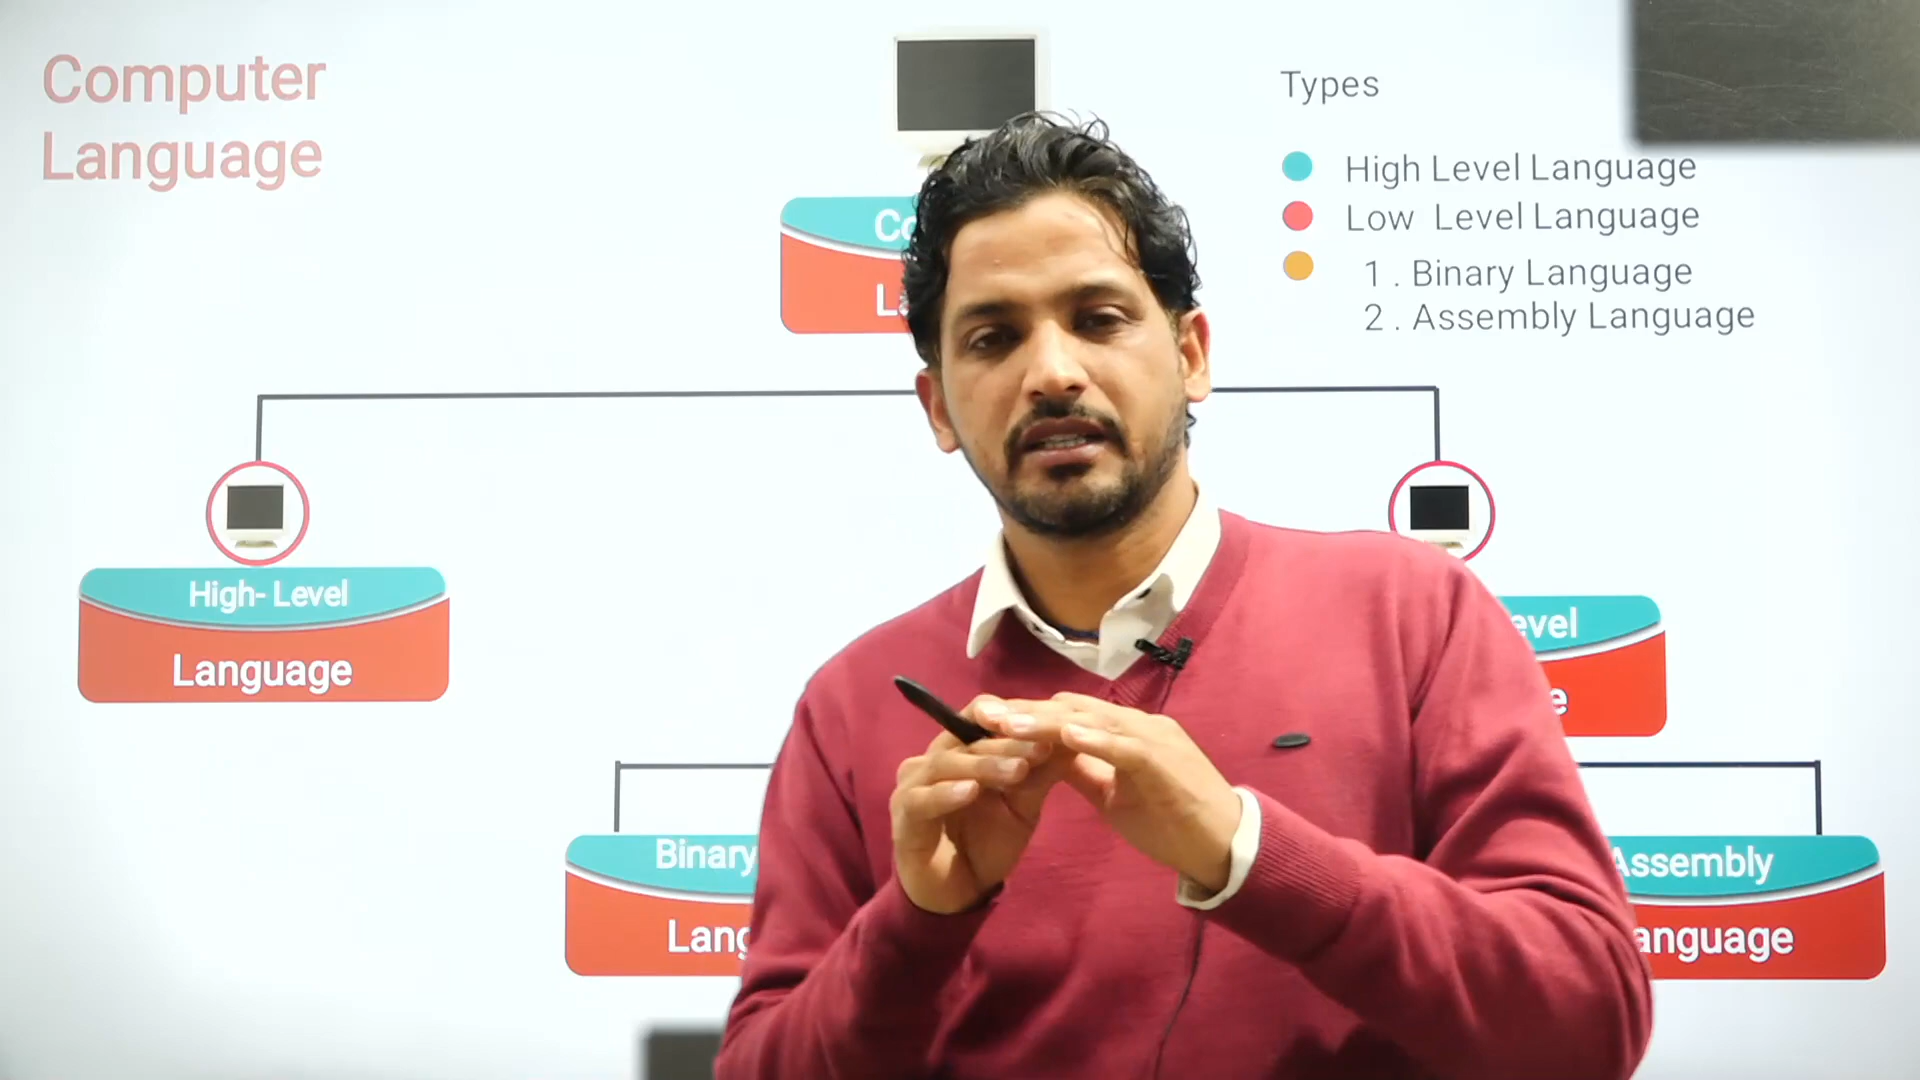 Computer
Language
Types
High Level Language
Low Level Language
1 . Binary Language
2 . Assembly Language
High- Level
Language
Binary
Assembly
Language